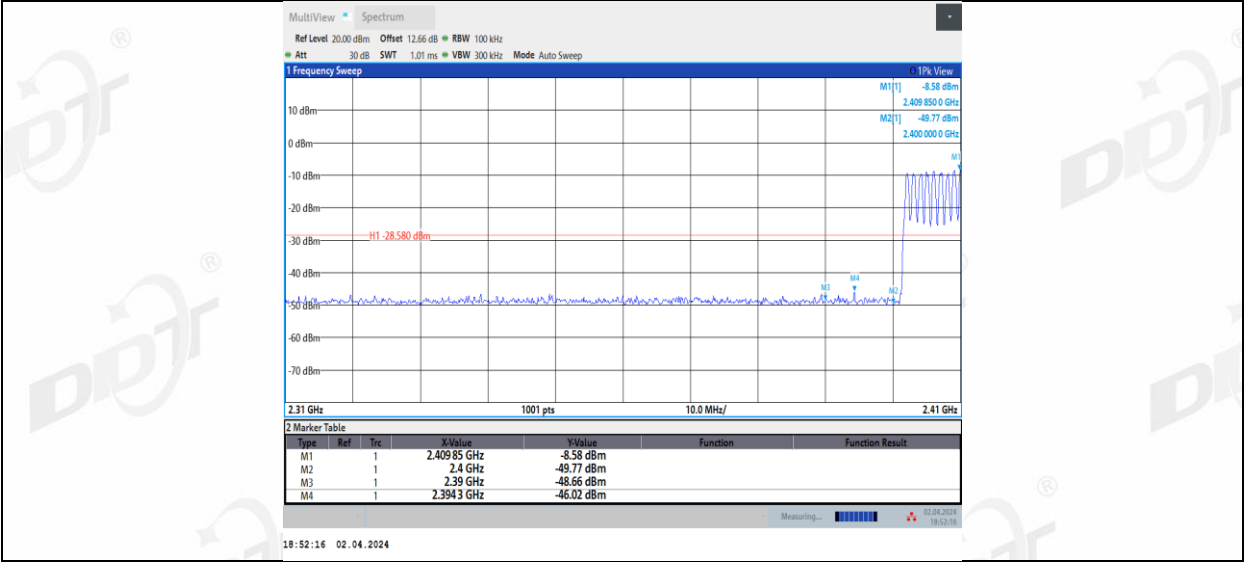 MultiView Spectrum
Ref Level 20.00 dBm Offset 12.66 dB RBW 100 kHz
Att 30 dB SWT 1.01 ms VBW 300 kHz Mode Auto Sweep
1 Frequency Sweep 1Pk View
M1[1] -8.58 dBm
2.409 850 0 GHz
M2[1] -49.77 dBm
2.400 000 0 GHz
10 dBm
0 dBm
M1
-10 dBm
-20 dBm
H1 -28.580 dBm
-30 dBm
-40 dBm
M4
M3
M2
-50 dBm
-60 dBm
-70 dBm
2.31 GHz 1001 pts 10.0 MHz/ 2.41 GHz
2 Marker Table
Type Ref Trc X-Value Y-Value Function Function Result
M1 1 2.409 85 GHz -8.58 dBm
M2 1 2.4 GHz -49.77 dBm
M3 1 2.39 GHz -48.66 dBm
M4 1 2.394 3 GHz -46.02 dBm
Measuring... 02.04.2024
18:52:16
18:52:16 02.04.2024
DDT
®
DDT
®
DDT
®